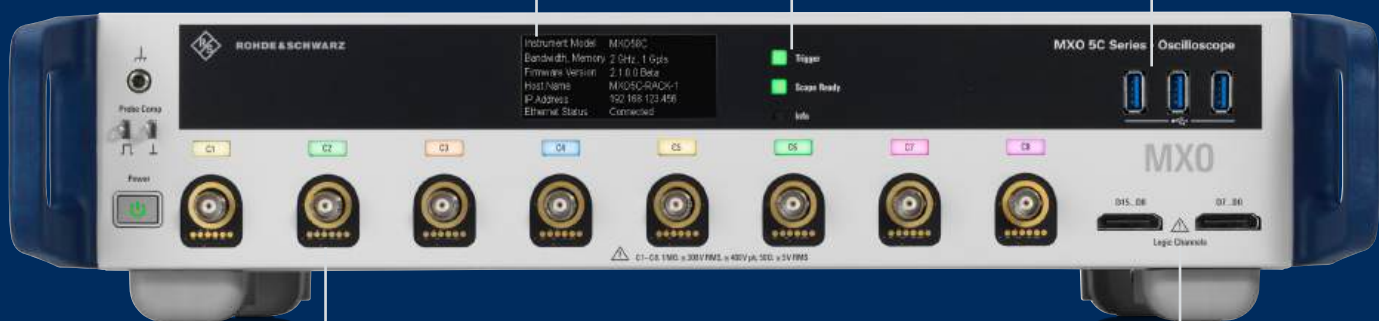 R&S
ROHDE & SCHWARZ
Instrument Model MXO58C
Bandwidth, Memory 2 GHz, 1 Gpts
Firmware Version 2.1.0.0 Beta
Host Name MXO5C-RACK-1
IP Address 192.168.123.456
Ethernet Status Connected
Trigger
Scope Ready
Info
MXO 5C Series Oscilloscope
Probe Comp
Power
C1
C2
C3
C4
C5
C6
C7
C8
MXO
D15...D8
D7...D0
Logic Channels
C1–C8: 1 MΩ: ≤ 300 V RMS, ≤ 400 V pk, 50 Ω: ≤ 5 V RMS